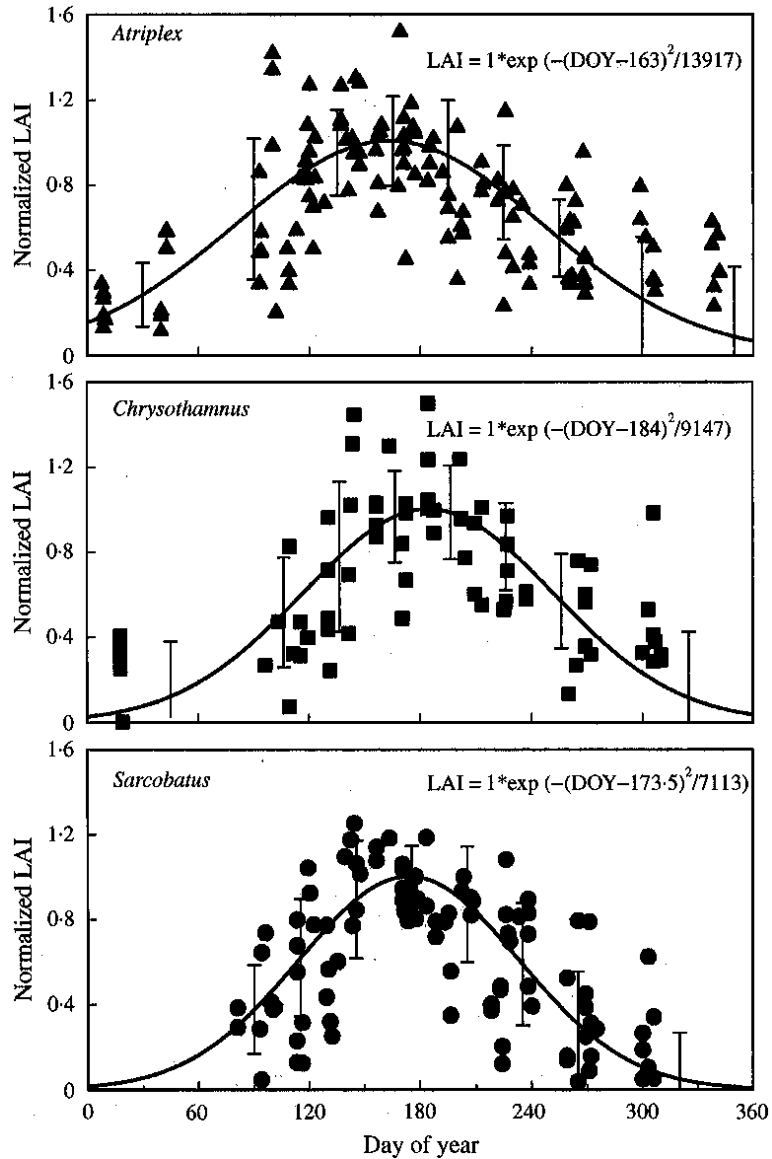 1·6
Atriplex
LAI = 1*exp (−(DOY−163)²/13917)
1·2
0·8
0·4
0
Normalized LAI
1·6
Chrysothamnus
LAI = 1*exp (−(DOY−184)²/9147)
1·2
0·8
0·4
0
Normalized LAI
1·6
Sarcobatus
LAI = 1*exp (−(DOY−173·5)²/7113)
1·2
0·8
0·4
0
Normalized LAI
0 60 120 180 240 300 360
Day of year